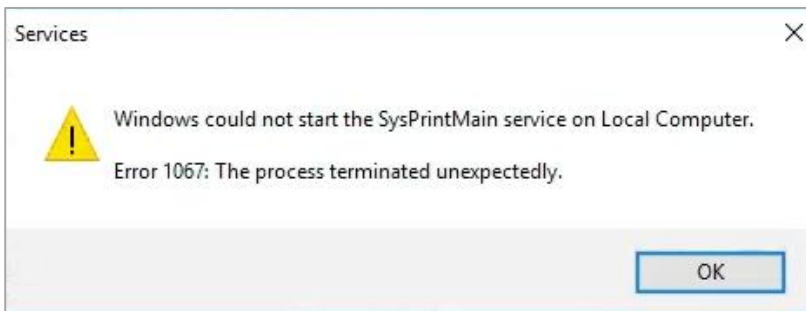 Services
Windows could not start the SysPrintMain service on Local Computer.
Error 1067: The process terminated unexpectedly.
OK